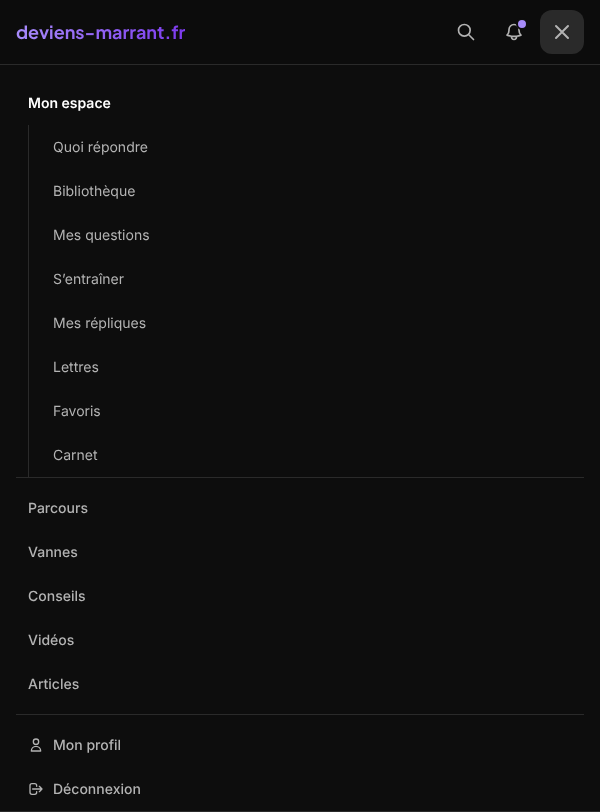 deviens-marrant.fr
Mon espace
Quoi répondre
Bibliothèque
Mes questions
S’entraîner
Mes répliques
Lettres
Favoris
Carnet
Parcours
Vannes
Conseils
Vidéos
Articles
Mon profil
Déconnexion